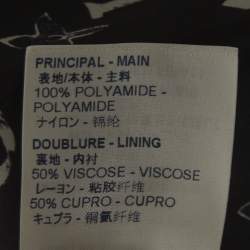 PRINCIPAL - MAIN
表地/本体 - 主料
100% POLYAMIDE -
POLYAMIDE
ナイロン - 锦纶
DOUBLURE - LINING
裏地 - 内衬
50% VISCOSE - VISCOSE
レーヨン - 粘胶纤维
50% CUPRO - CUPRO
キュプラ - 铜氨纤维